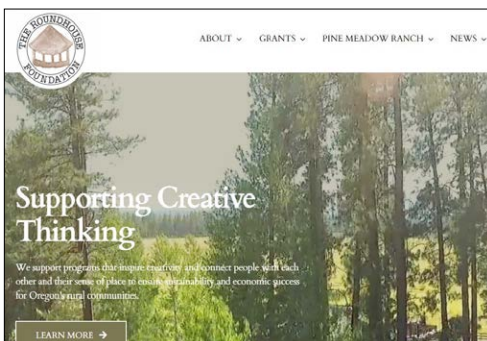 THE ROUNDHOUSE
FOUNDATION
ABOUT GRANTS PINE MEADOW RANCH NEWS
Supporting Creative
Thinking
We support programs that inspire creativity and connect people with each
other and their sense of place to ensure sustainability and economic success
for Oregon's rural communities.
LEARN MORE →